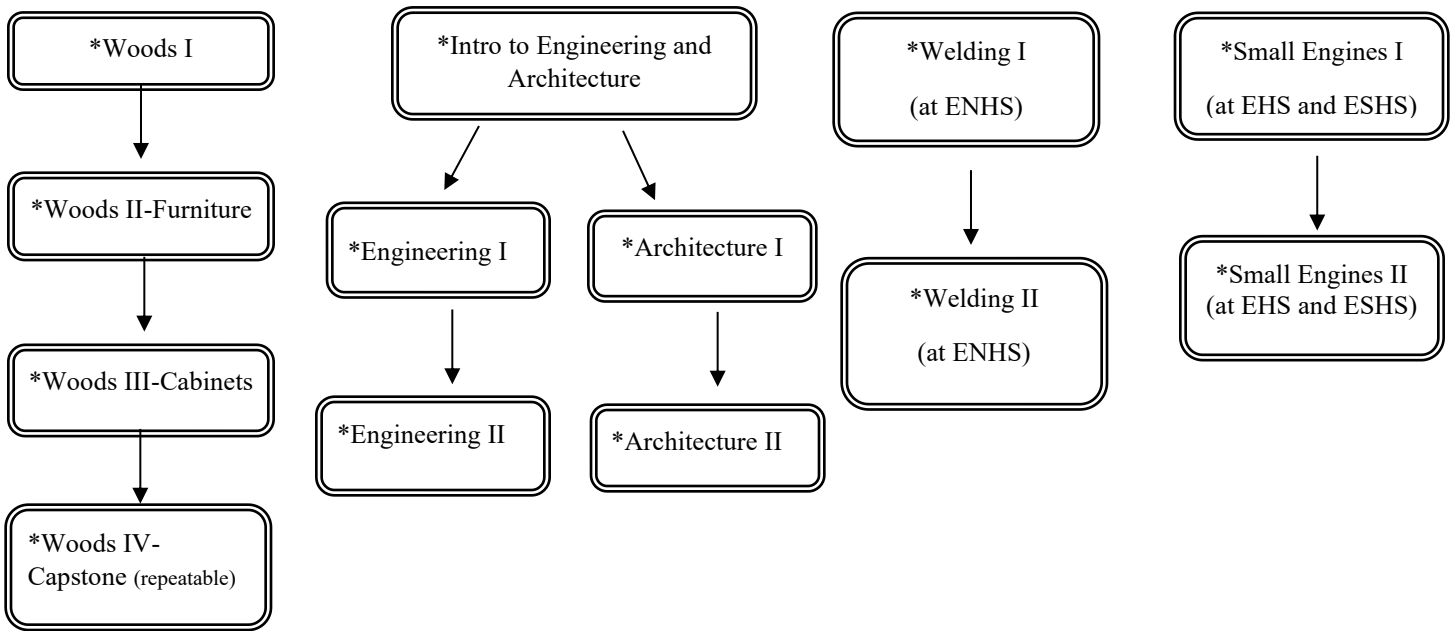 *Woods I
*Woods II-Furniture
*Woods III-Cabinets
*Woods IV-
Capstone (repeatable)
*Intro to Engineering and
Architecture
*Engineering I
*Engineering II
*Architecture I
*Architecture II
*Welding I
(at ENHS)
*Welding II
(at ENHS)
*Small Engines I
(at EHS and ESHS)
*Small Engines II
(at EHS and ESHS)